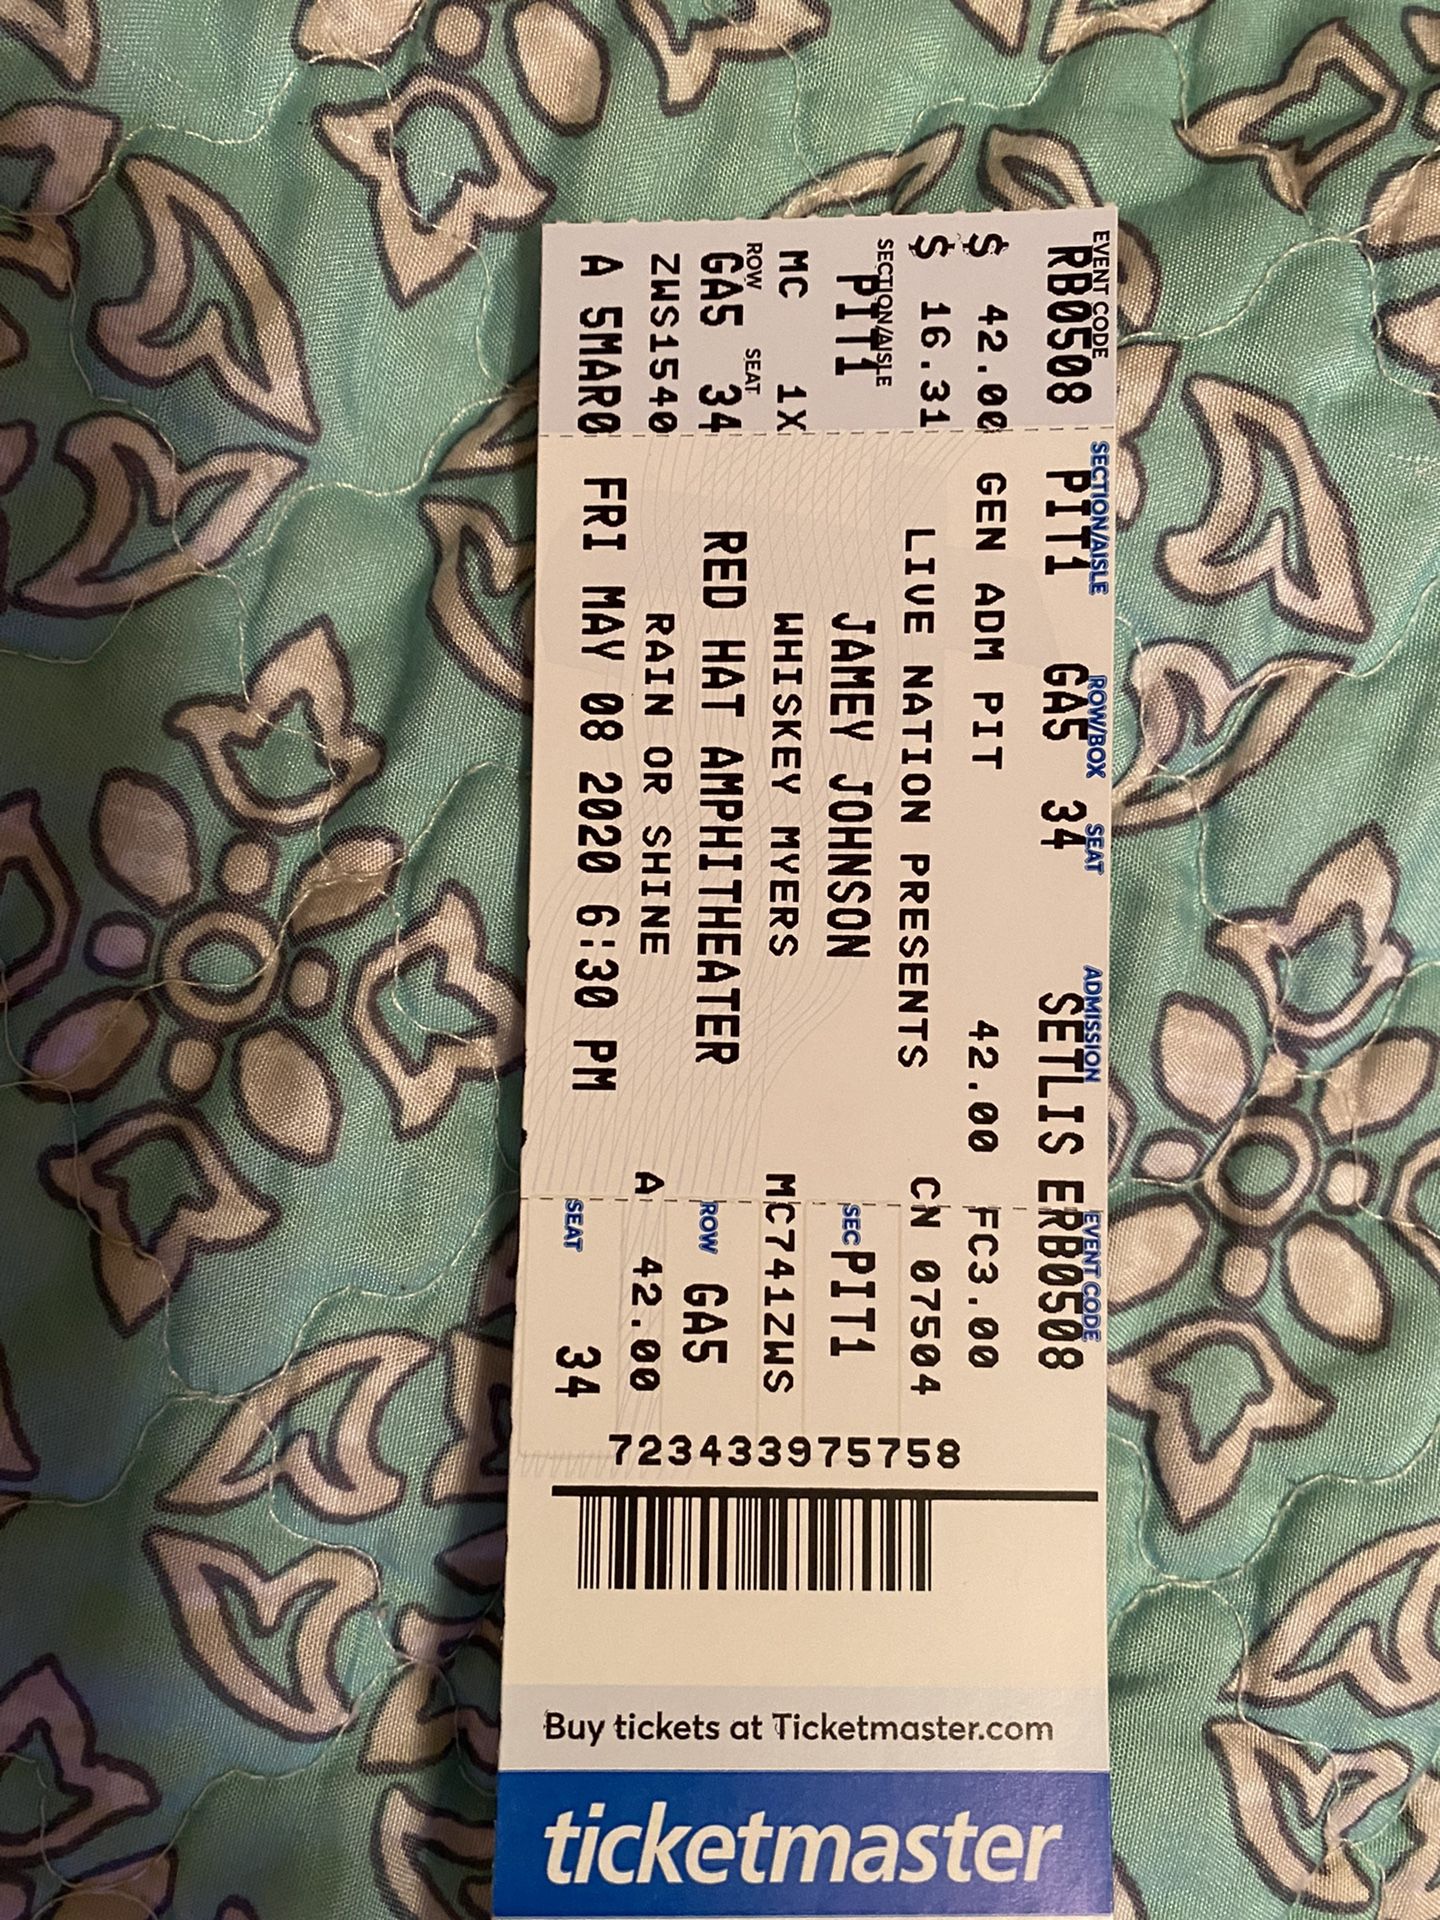 EVENT CODE
RB0508
$ 42.00
$ 16.31
SECTION/AISLE
PIT1
MC 1X
ROW SEAT
GA5 34
ZWS1540
A 5MAR0
SECTION/AISLE ROW/BOX SEAT ADMISSION EVENT CODE
PIT1 GA5 34 SETLIS ERB0508
GEN ADM PIT 42.00 FC3.00
LIVE NATION PRESENTS
JAMEY JOHNSON
WHISKEY MYERS
RED HAT AMPHITHEATER
RAIN OR SHINE
FRI MAY 08 2020 6:30 PM
CN 07504
SEC PIT1
MC741ZWS
ROW GA5
A 42.00
SEAT 34
723433975758
Buy tickets at Ticketmaster.com
ticketmaster